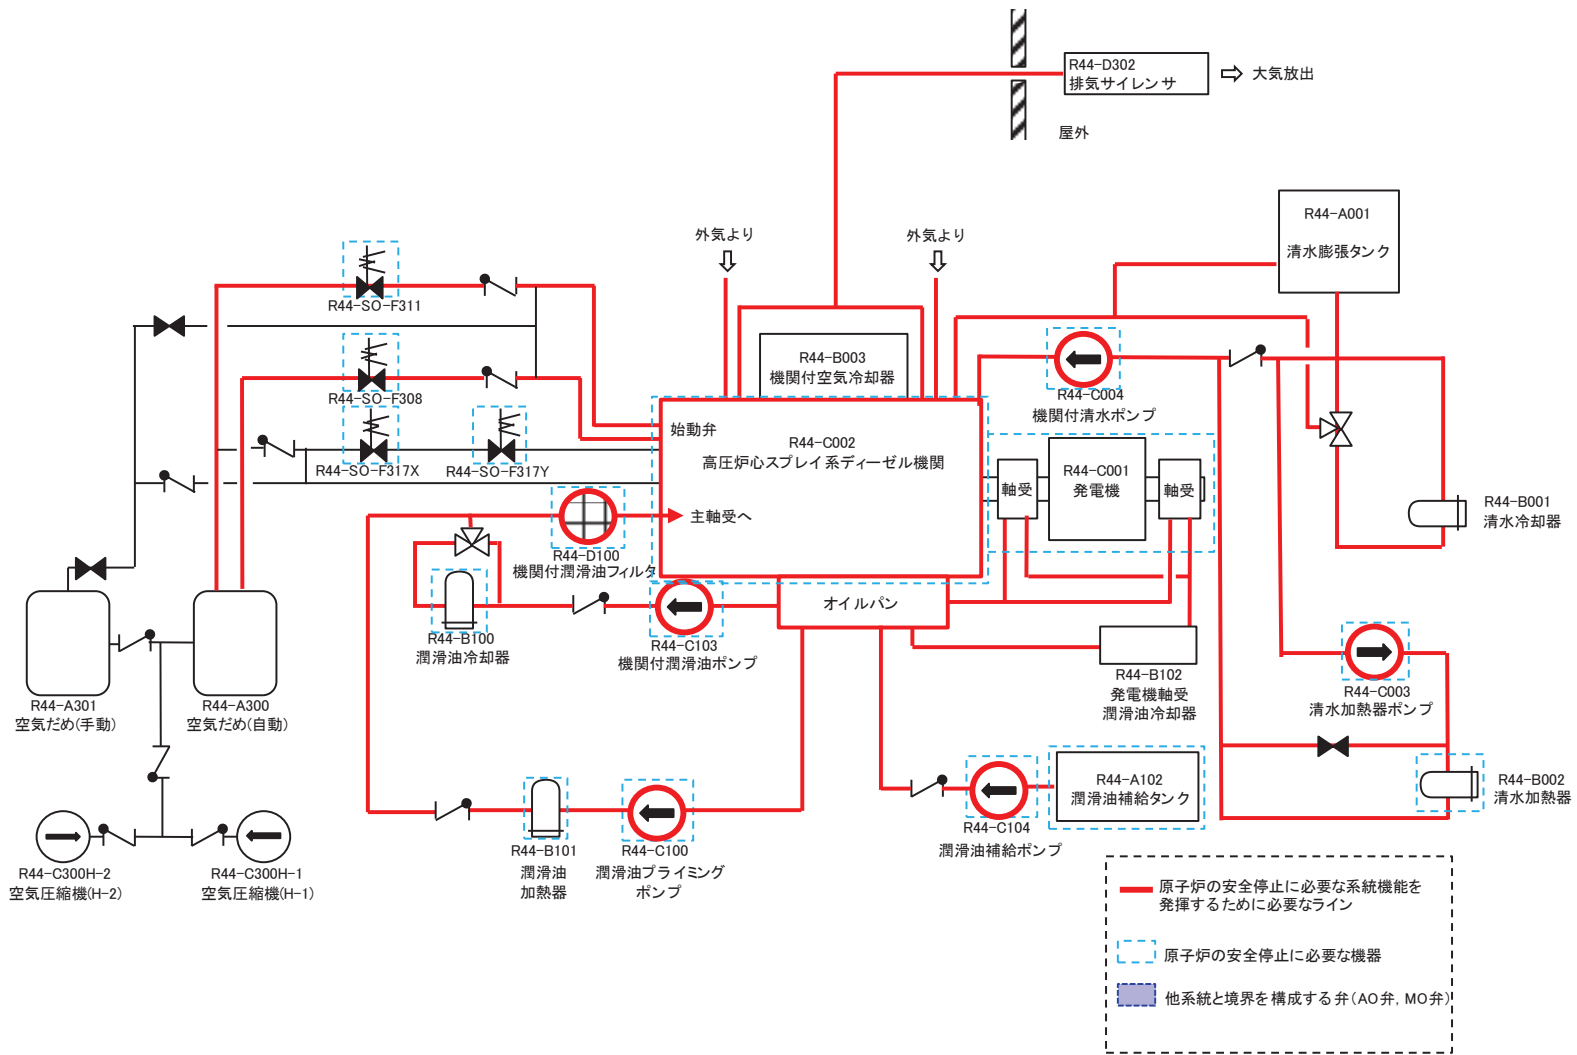 R44-D302
排気サイレンサ
大気放出
屋外
R44-A001
清水膨張タンク
外気より
外気より
R44-SO-F311
R44-B003
機関付空気冷却器
R44-C004
機関付清水ポンプ
R44-SO-F308
始動弁
R44-C002
高圧炉心スプレイ系ディーゼル機関
R44-SO-F317X
R44-SO-F317Y
R44-C001
発電機
軸受
軸受
R44-B001
清水冷却器
主軸受へ
R44-D100
機関付潤滑油フィルタ
オイルパン
R44-B100
潤滑油冷却器
R44-C103
機関付潤滑油ポンプ
R44-B102
発電機軸受
潤滑油冷却器
R44-C003
清水加熱器ポンプ
R44-A301
空気だめ(手動)
R44-A300
空気だめ(自動)
R44-A102
潤滑油補給タンク
R44-B002
清水加熱器
R44-C104
潤滑油補給ポンプ
R44-B101
潤滑油
加熱器
R44-C100
潤滑油プライミング
ポンプ
R44-C300H-2
空気圧縮機(H-2)
R44-C300H-1
空気圧縮機(H-1)
原子炉の安全停止に必要な系統機能を
発揮するために必要なライン
原子炉の安全停止に必要な機器
他系統と境界を構成する弁(AO弁, MO弁)